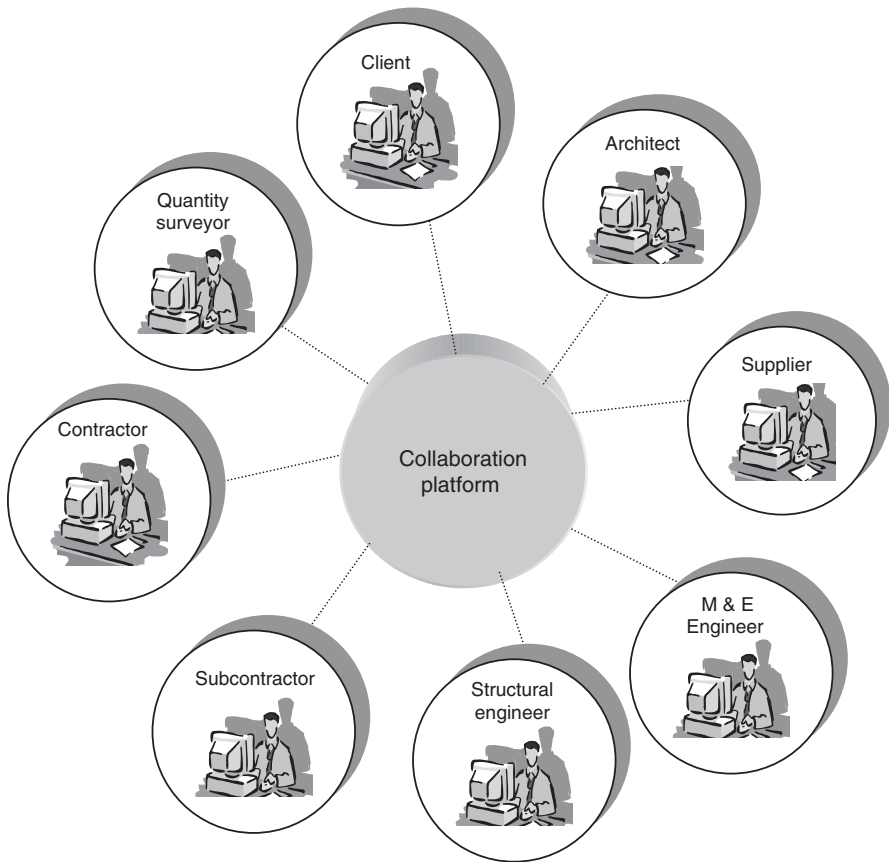 Client
Architect
Quantity
surveyor
Supplier
Contractor
Collaboration
platform
M & E
Engineer
Subcontractor
Structural
engineer